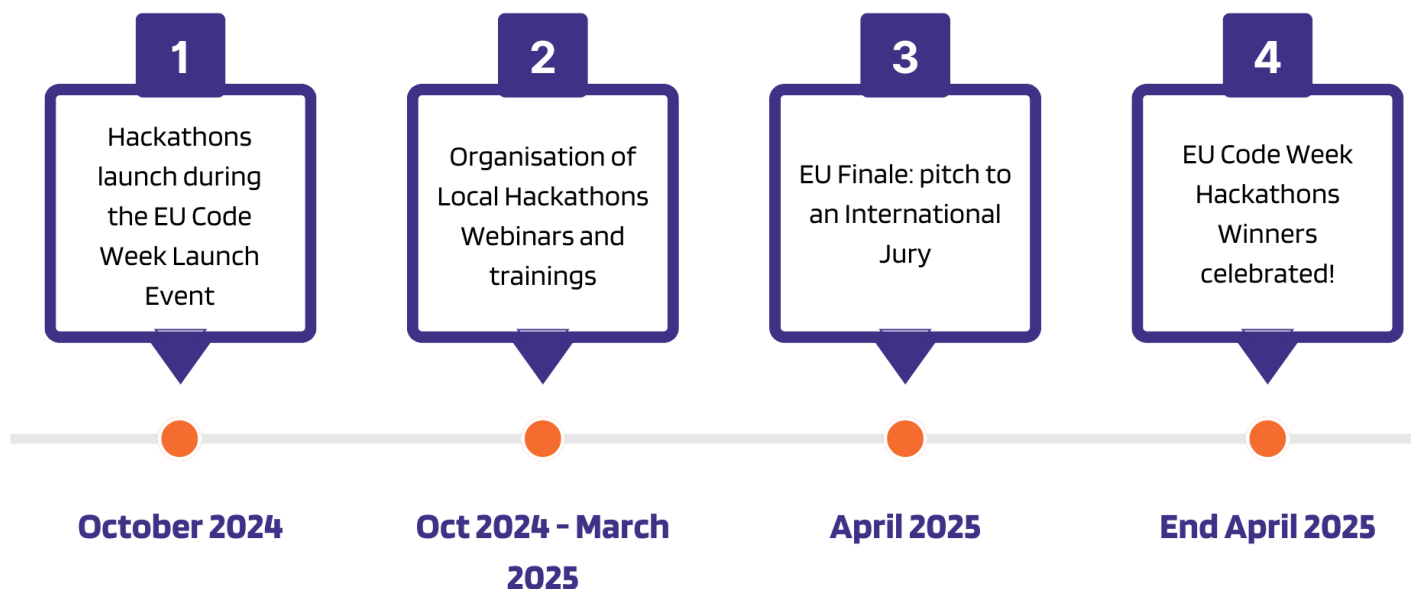 1
Hackathons
launch during
the EU Code
Week Launch
Event
October 2024
2
Organisation of
Local Hackathons
Webinars and
trainings
Oct 2024 – March
2025
3
EU Finale: pitch to
an International
Jury
April 2025
4
EU Code Week
Hackathons
Winners
celebrated!
End April 2025